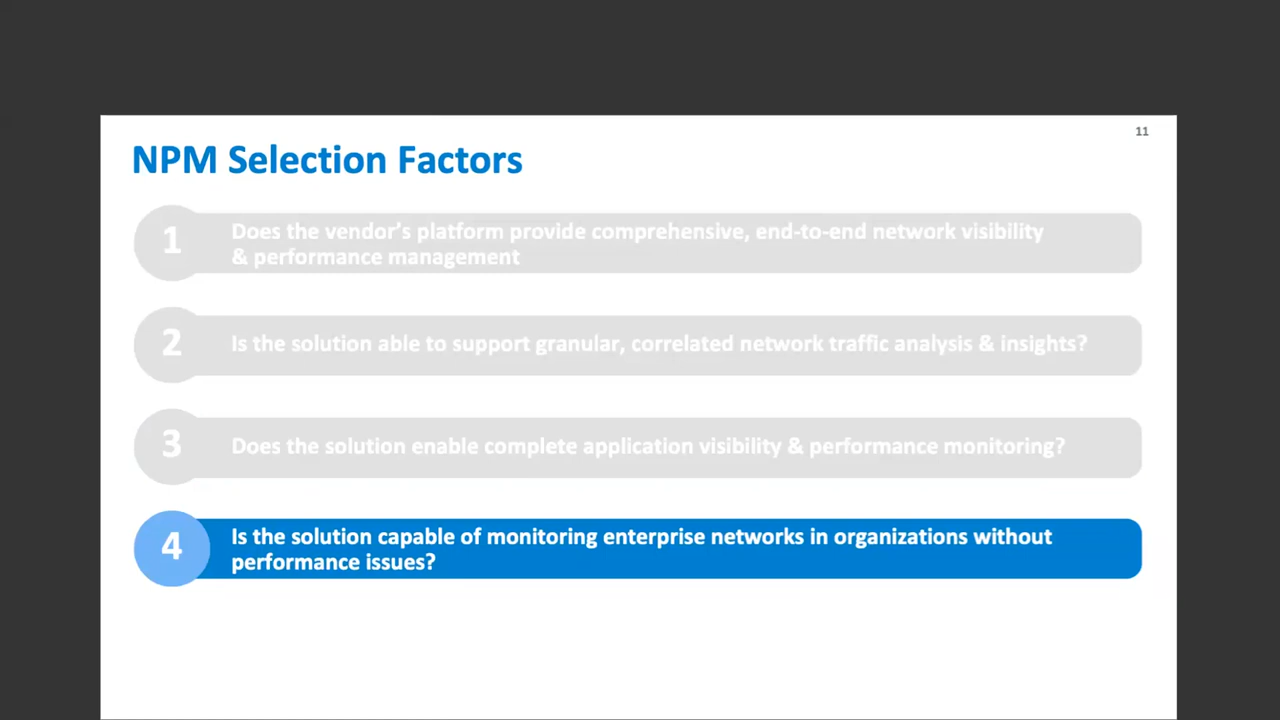 11
NPM Selection Factors
1
Does the vendor's platform provide comprehensive, end-to-end network visibility
& performance management
2
Is the solution able to support granular, correlated network traffic analysis & insights?
3
Does the solution enable complete application visibility & performance monitoring?
4
Is the solution capable of monitoring enterprise networks in organizations without
performance issues?